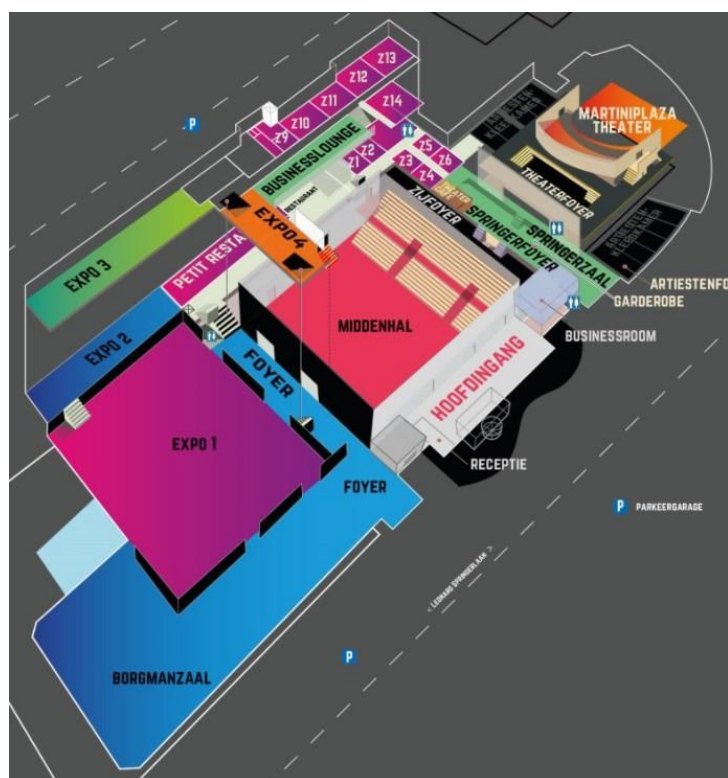 Z13
Z12
Z11
Z10
Z9
Z14
P
BUSINESSLOUNGE
Z1
Z2
Z5
Z3
Z6
Z4
MARTINIPLAZA
THEATER
THEATERFOYER
ZIJFOYER
SPRINGERFOYER
SPRINGERZAAL
EXPO 3
EXPO4
PETIT RESTA
EXPO 2
FOYER
MIDDENHAL
ARTIESTENFO
GARDEROBE
BUSINESSROOM
HOOFDINGANG
EXPO 1
RECEPTIE
FOYER
P PARKEERGARAGE
< LEONARD SPRINGERLAAN >
P
BORGMANZAAL